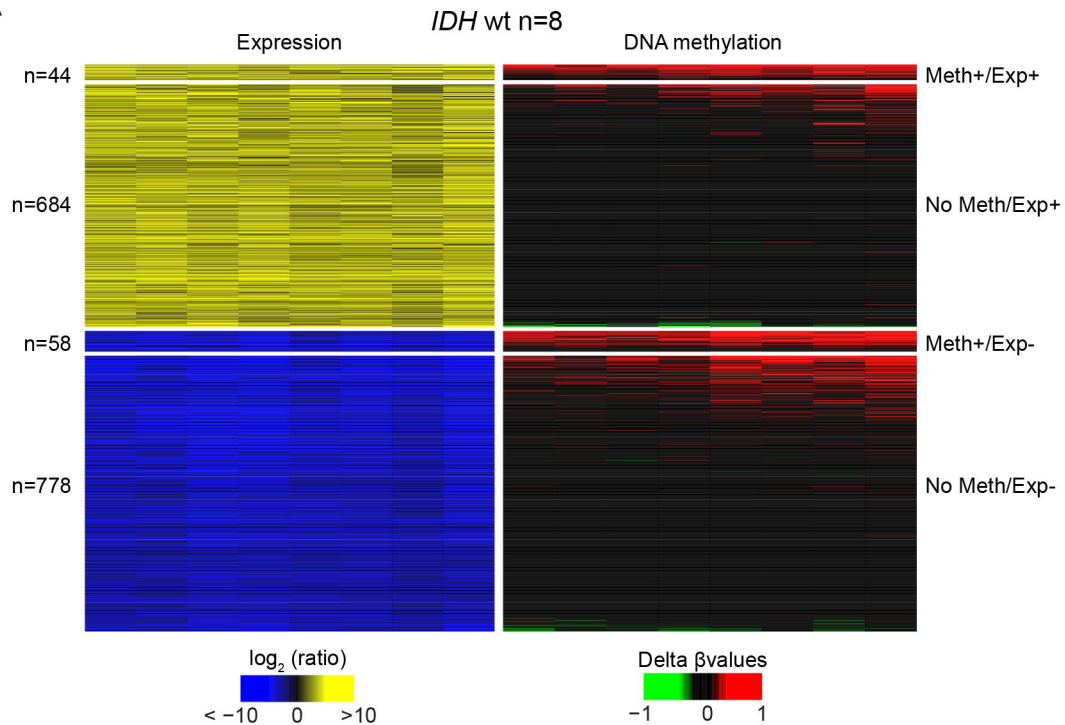 IDH wt n=8
Expression
DNA methylation
n=44
Meth+/Exp+
n=684
No Meth/Exp+
n=58
Meth+/Exp-
n=778
No Meth/Exp-
log2 (ratio)
< −10 0 >10
Delta βvalues
−1 0 1